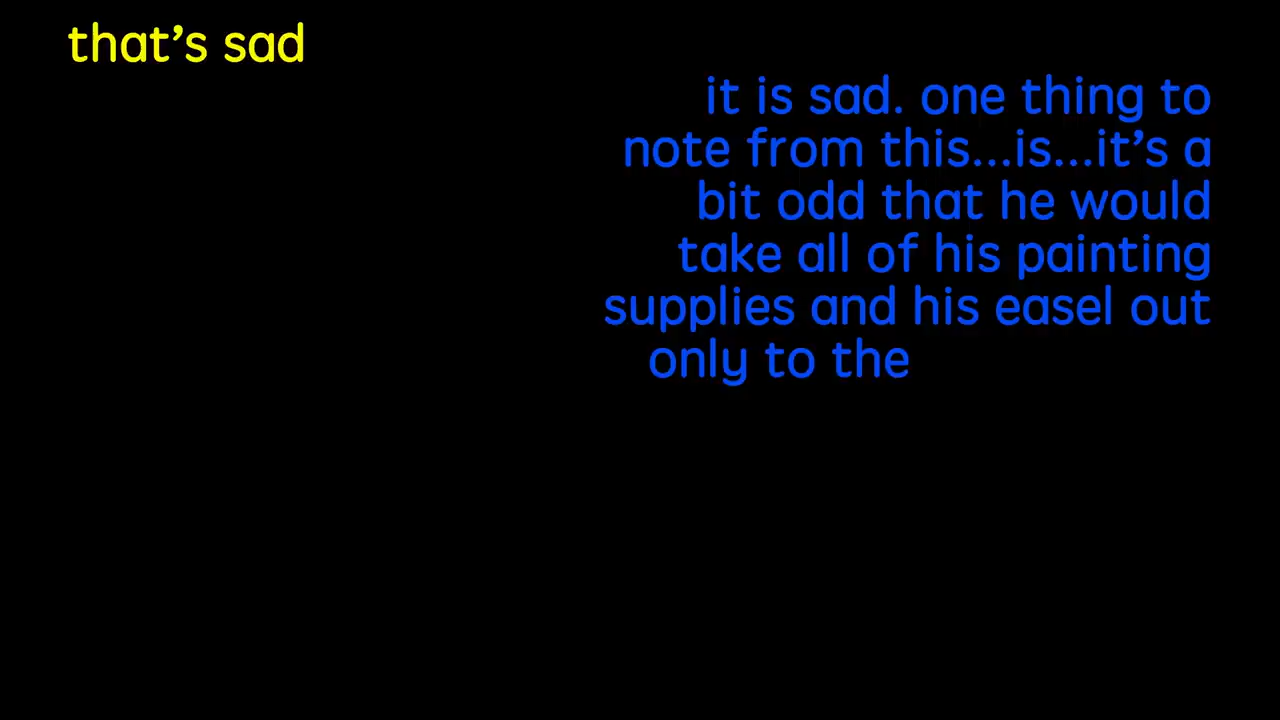 that’s sad
it is sad. one thing to
note from this...is...it’s a
bit odd that he would
take all of his painting
supplies and his easel out
only to the